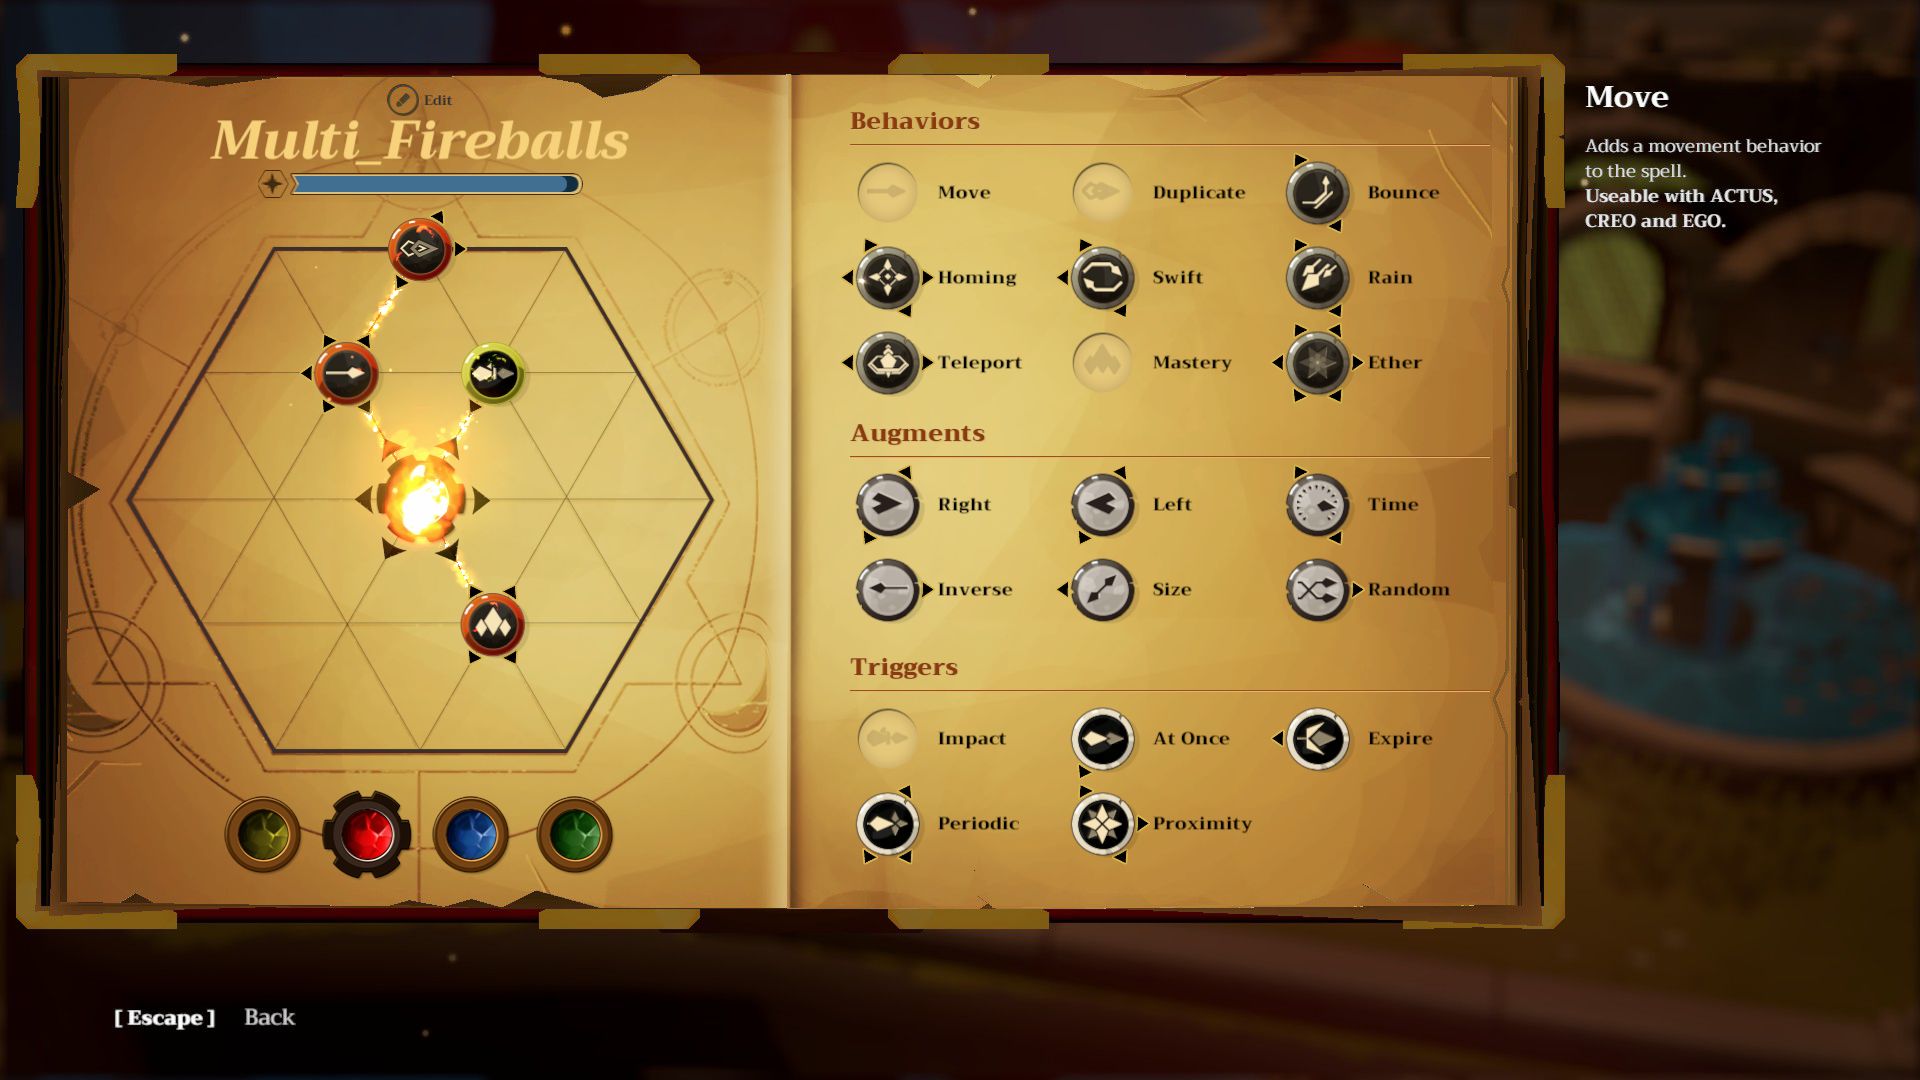 Edit
Multi_Fireballs
Behaviors
Move
Duplicate
Bounce
Homing
Swift
Rain
Teleport
Mastery
Ether
Augments
Right
Left
Time
Inverse
Size
Random
Triggers
Impact
At Once
Expire
Periodic
Proximity
Move
Adds a movement behavior
to the spell.
Useable with ACTUS,
CREO and EGO.
[ Escape ] Back